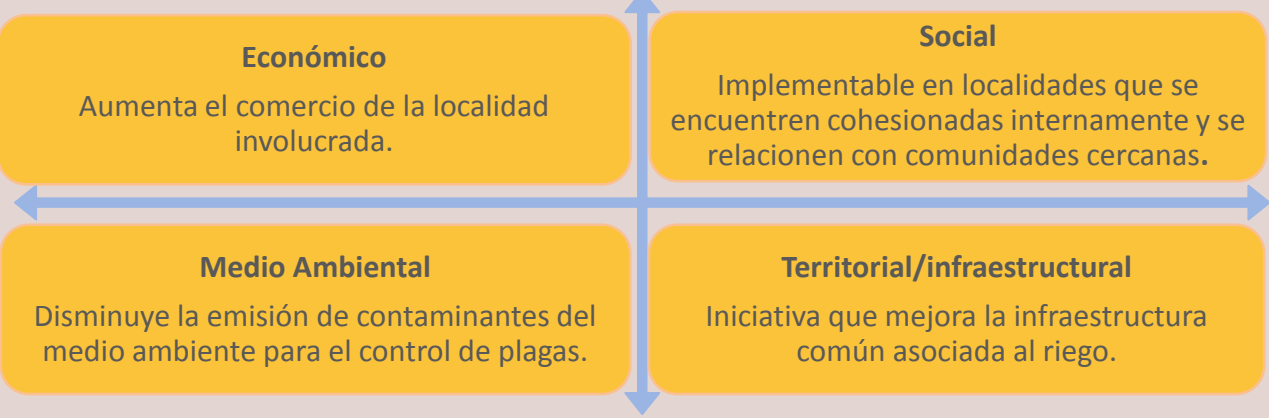 Económico
Aumenta el comercio de la localidad
involucrada.
Social
Implementable en localidades que se
encuentren cohesionadas internamente y se
relacionen con comunidades cercanas.
Medio Ambiental
Disminuye la emisión de contaminantes del
medio ambiente para el control de plagas.
Territorial/infraestructural
Iniciativa que mejora la infraestructura
común asociada al riego.